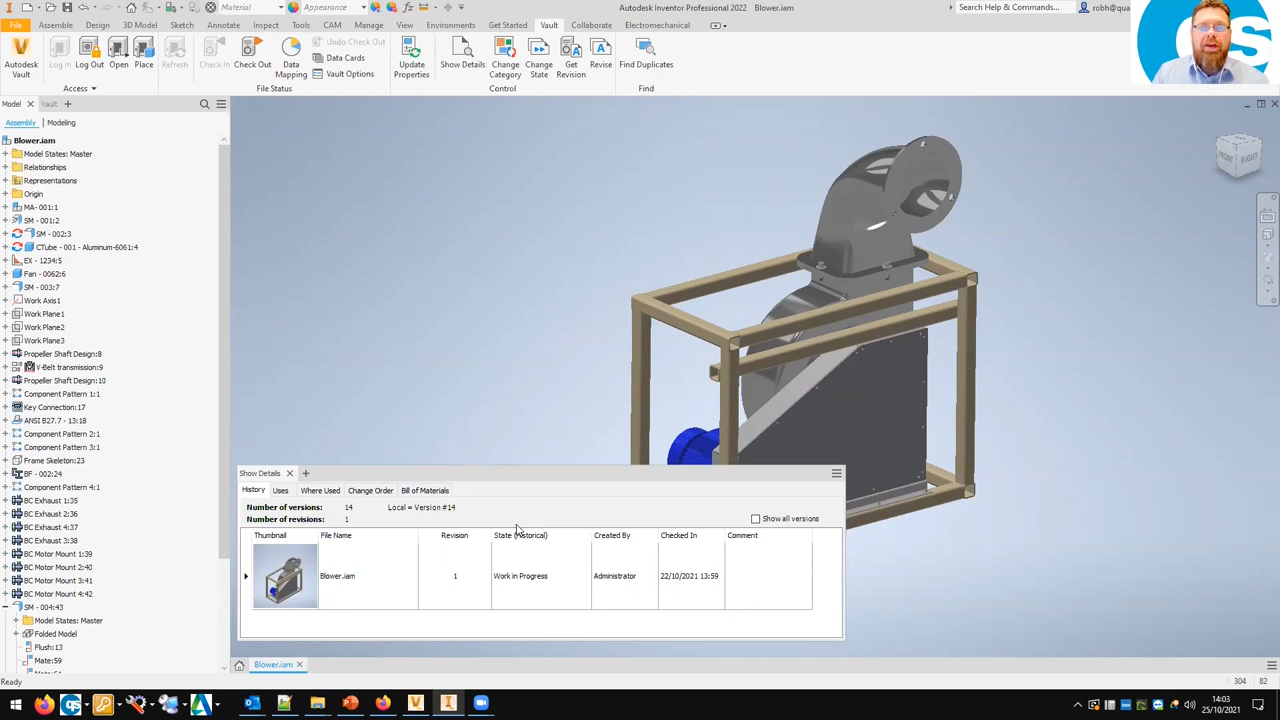 Material
Appearance
Autodesk Inventor Professional 2022 Blower.iam
Search Help & Commands...
robh@qua
File Assemble Design 3D Model Sketch Annotate Inspect Tools CAM Manage View Environments Get Started Vault Collaborate Electromechanical
Autodesk Vault
Log In
Log Out
Open
Place
Refresh
Check In
Check Out
Data Mapping
Undo Check Out
Data Cards
Vault Options
Update Properties
Show Details
Change Category
Change State
Get Revision
Revise
Find Duplicates
Access
File Status
Control
Find
Model
Vault
Assembly
Modeling
Blower.iam
Model States: Master
Relationships
Representations
Origin
MA- 001:1
SM - 001:2
SM - 002:3
CTube - 001 - Aluminum-6061:4
EX - 1234:5
Fan - 0062:6
SM - 003:7
Work Axis1
Work Plane1
Work Plane2
Work Plane3
Propeller Shaft Design:8
V-Belt transmission:9
Propeller Shaft Design:10
Component Pattern 1:1
Key Connection:17
ANSI B27.7 - 13:18
Component Pattern 2:1
Component Pattern 3:1
Frame Skeleton:23
BF - 002:24
Component Pattern 4:1
BC Exhaust 1:35
BC Exhaust 2:36
BC Exhaust 4:37
BC Exhaust 3:38
BC Motor Mount 1:39
BC Motor Mount 2:40
BC Motor Mount 3:41
BC Motor Mount 4:42
SM - 004:43
Model States: Master
Folded Model
Flush:13
Mate:59
FRONT
RIGHT
Show Details
History Uses Where Used Change Order Bill of Materials
Number of versions: 14 Local = Version #14
Number of revisions: 1
Show all versions
Thumbnail File Name Revision State (Historical) Created By Checked In Comment
Blower.iam 1 Work in Progress Administrator 22/10/2021 13:59
Blower.iam
Ready
304 82
14:03
25/10/2021